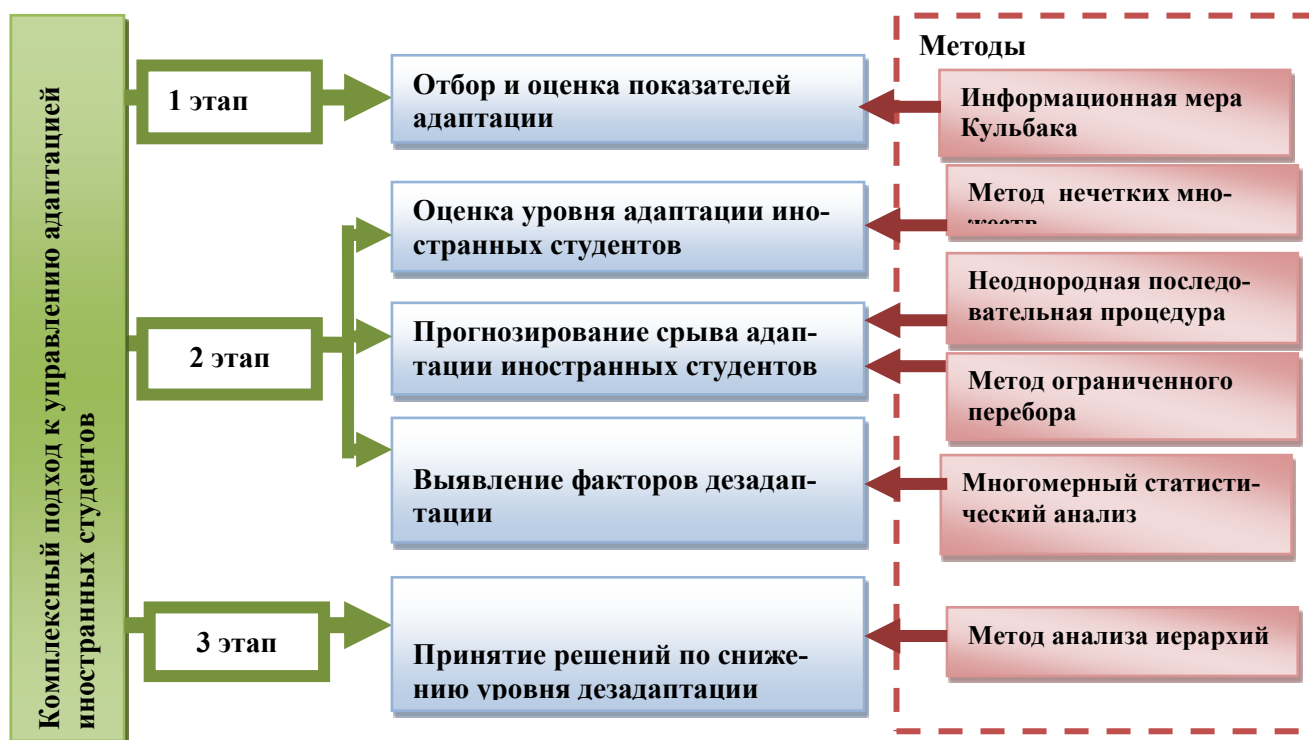 Комплексный подход к управлению адаптацией
иностранных студентов
1 этап
Отбор и оценка показателей
адаптации
Методы
Информационная мера
Кульбака
2 этап
Оценка уровня адаптации ино-
странных студентов
Метод нечетких мно-
жеств
Прогнозирование срыва адап-
тации иностранных студентов
Неоднородная последо-
вательная процедура
Метод ограниченного
перебора
Выявление факторов дезадап-
тации
Многомерный статисти-
ческий анализ
3 этап
Принятие решений по сниже-
нию уровня дезадаптации
Метод анализа иерархий